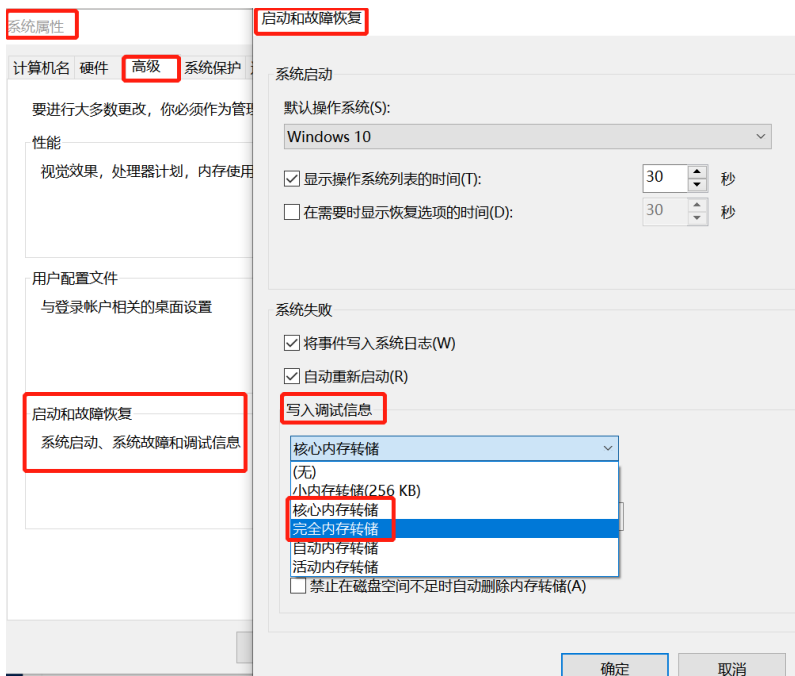 系统属性
计算机名 硬件 高级 系统保护
要进行大多数更改，你必须作为管
性能
视觉效果，处理器计划，内存使用
用户配置文件
与登录帐户相关的桌面设置
启动和故障恢复
系统启动、系统故障和调试信息
启动和故障恢复
系统启动
默认操作系统(S):
Windows 10
显示操作系统列表的时间(T): 30 秒
在需要时显示恢复选项的时间(D): 30 秒
系统失败
将事件写入系统日志(W)
自动重新启动(R)
写入调试信息
核心内存转储
(无)
小内存转储(256 KB)
核心内存转储
完全内存转储
自动内存转储
活动内存转储
禁止在磁盘空间不足时自动删除内存转储(A)
确定 取消